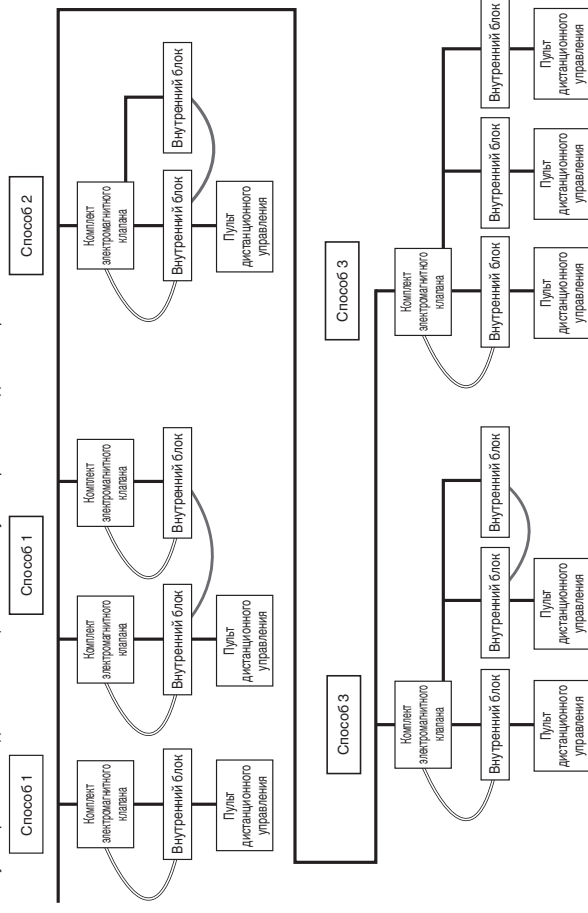 Способ 1
Комплект
электромагнитного
клапана
Внутренний блок
Пульт
дистанционного
управления
Способ 1
Комплект
электромагнитного
клапана
Внутренний блок
Пульт
дистанционного
управления
Комплект
электромагнитного
клапана
Внутренний блок
Способ 2
Комплект
электромагнитного
клапана
Внутренний блок
Пульт
дистанционного
управления
Внутренний блок
Способ 3
Комплект
электромагнитного
клапана
Внутренний блок
Пульт
дистанционного
управления
Внутренний блок
Пульт
дистанционного
управления
Внутренний блок
Способ 3
Комплект
электромагнитного
клапана
Внутренний блок
Пульт
дистанционного
управления
Внутренний блок
Пульт
дистанционного
управления
Внутренний блок
Пульт
дистанционного
управления